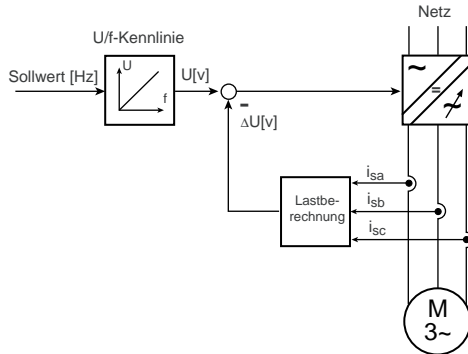 Netz
U/f-Kennlinie
Sollwert [Hz]
U
f
U[v]
~
=
~
-
ΔU[v]
isa
Lastbe-
rechnung
isb
isc
M
3~